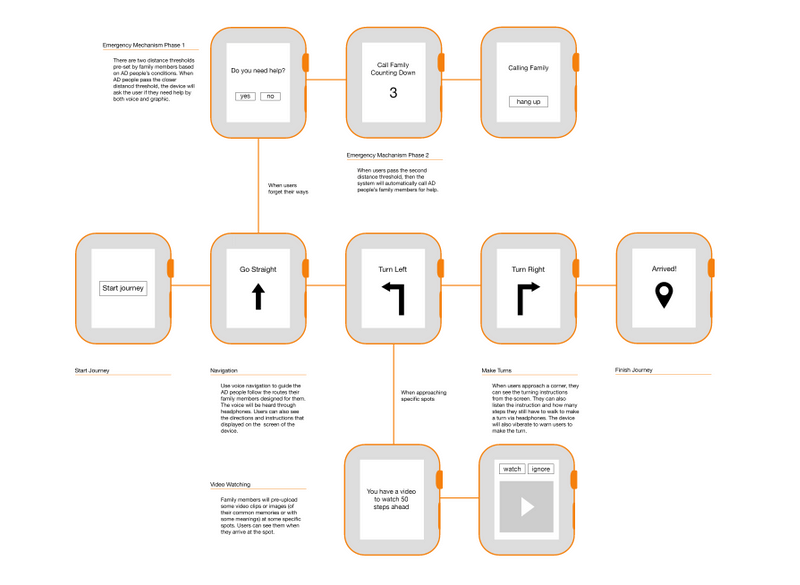 Emergency Mechanism Phase 1
There are two distance thresholds
pre-set by family members based
on AD people's conditions. When
AD people pass the closer
distance threshold, the device will
ask the user if they need help by
both voice and graphic.
Do you need help?
yes
no
Call Family
Counting Down
3
Calling Family
hang up
Emergency Machanism Phase 2
When users pass the second
distance threshold, then the
system will automatically call AD
people's family members for help.
When users
forget their ways
Start journey
Go Straight
Turn Left
Turn Right
Arrived!
Start Journey
Navigation
Use voice navigation to guide the
AD people follow the routes their
family members designed for them.
The voice will be heard through
headphones. Users can also see
the directions and instructions that
displayed on the screen of the
device.
When approaching
specific spots
Make Turns
When users approach a corner, they
can see the turning instructions
from the screen. They can also
listen the instruction and how many
steps they still have to walk to make
a turn via headphones. The device
will also viberate to warn users to
make the turn.
Finish Journey
Video Watching
Family members will pre-upload
some video clips or images (of
their common memories or with
some meanings) at some specific
spots. Users can see them when
they arrive at the spot.
You have a video
to watch 50
steps ahead
watch
ignore